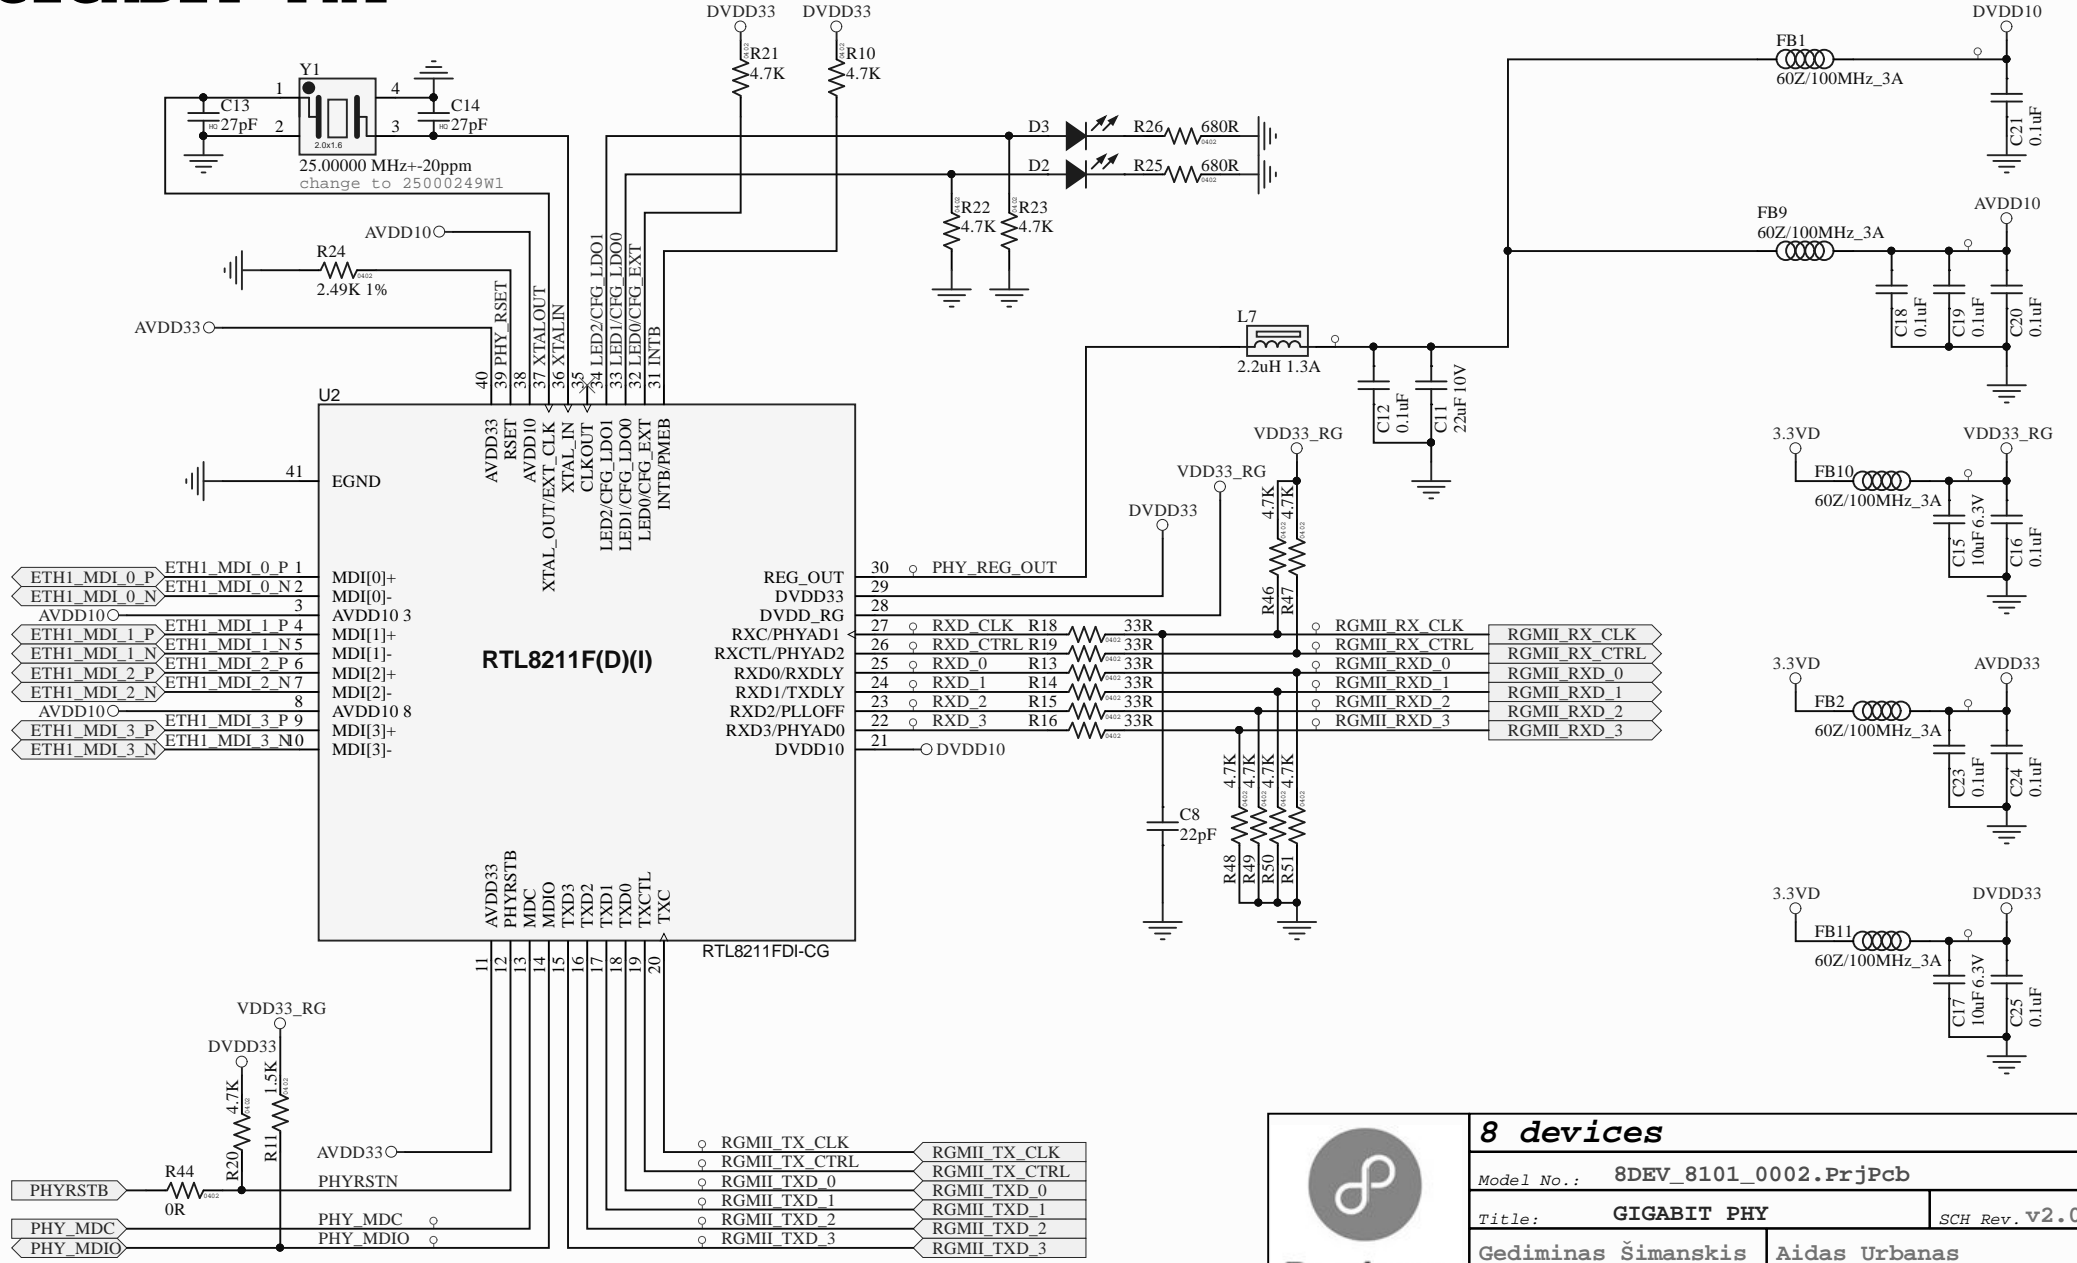 DVDD33
DVDD33
DVDD10
R21
4.7K
R10
4.7K
FB1
60Z/100MHz_3A
C21
0.1uF
Y1
1
4
2
3
C13
27pF
C14
27pF
2.0x1.6
25.00000 MHz+-20ppm
change to 25000249W1
D3
R26
680R
D2
R25
680R
R22
4.7K
R23
4.7K
FB9
60Z/100MHz_3A
AVDD10
C18
0.1uF
C19
0.1uF
C20
0.1uF
AVDD10
R24
2.49K 1%
AVDD33
40
39 PHY_RSET
38
37 XTALOUT
36 XTALIN
35
34 LED2/CFG_LDO1
33 LED1/CFG_LDO0
32 LED0/CFG_EXT
31 INTB
L7
2.2uH 1.3A
C12
0.1uF
C11
22uF 10V
U2
AVDD33
RSET
AVDD10
XTAL_OUT/EXT_CLK
XTAL_IN
CLKOUT
LED2/CFG_LDO1
LED1/CFG_LDO0
LED0/CFG_EXT
INTB/PMEB
41
EGND
VDD33_RG
VDD33_RG
DVDD33
4.7K
4.7K
R46
R47
3.3VD
VDD33_RG
FB10
60Z/100MHz_3A
C15
10uF 6.3V
C16
0.1uF
ETH1_MDI_0_P ETH1_MDI_0_P 1 MDI[0]+
ETH1_MDI_0_N ETH1_MDI_0_N 2 MDI[0]-
AVDD10 3 AVDD10 3
ETH1_MDI_1_P ETH1_MDI_1_P 4 MDI[1]+
ETH1_MDI_1_N ETH1_MDI_1_N 5 MDI[1]-
ETH1_MDI_2_P ETH1_MDI_2_P 6 MDI[2]+
ETH1_MDI_2_N ETH1_MDI_2_N 7 MDI[2]-
AVDD10 8 AVDD10 8
ETH1_MDI_3_P ETH1_MDI_3_P 9 MDI[3]+
ETH1_MDI_3_N ETH1_MDI_3_N 10 MDI[3]-
RTL8211F(D)(I)
REG_OUT 30 PHY_REG_OUT
DVDD33 29
DVDD_RG 28
RXC/PHYAD1 27 RXD_CLK R18 33R RGMII_RX_CLK RGMII_RX_CLK
RXCTL/PHYAD2 26 RXD_CTRL R19 33R RGMII_RX_CTRL RGMII_RX_CTRL
RXD0/RXDLY 25 RXD_0 R13 33R RGMII_RXD_0 RGMII_RXD_0
RXD1/TXDLY 24 RXD_1 R14 33R RGMII_RXD_1 RGMII_RXD_1
RXD2/PLLOFF 23 RXD_2 R15 33R RGMII_RXD_2 RGMII_RXD_2
RXD3/PHYAD0 22 RXD_3 R16 33R RGMII_RXD_3 RGMII_RXD_3
DVDD10 21 DVDD10
3.3VD
AVDD33
FB2
60Z/100MHz_3A
C23
0.1uF
C24
0.1uF
4.7K
4.7K
4.7K
4.7K
C8
22pF
R48
R49
R50
R51
AVDD33
PHYRSTB
MDC
MDIO
TXD3
TXD2
TXD1
TXD0
TXCTL
TXC
RTL8211FDI-CG
11
12
13
14
15
16
17
18
19
20
3.3VD
DVDD33
FB11
60Z/100MHz_3A
C17
10uF 6.3V
C25
0.1uF
VDD33_RG
DVDD33
4.7K
R20
1.5K
R11
AVDD33
R44
0R
PHYRSTB PHYRSTN
PHY_MDC PHY_MDC
PHY_MDIO PHY_MDIO
RGMII_TX_CLK RGMII_TX_CLK
RGMII_TX_CTRL RGMII_TX_CTRL
RGMII_TXD_0 RGMII_TXD_0
RGMII_TXD_1 RGMII_TXD_1
RGMII_TXD_2 RGMII_TXD_2
RGMII_TXD_3 RGMII_TXD_3
8 devices
Model No.: 8DEV_8101_0002.PrjPcb
Title: GIGABIT PHY SCH Rev. v2.0
Gediminas Šimanskis Aidas Urbanas